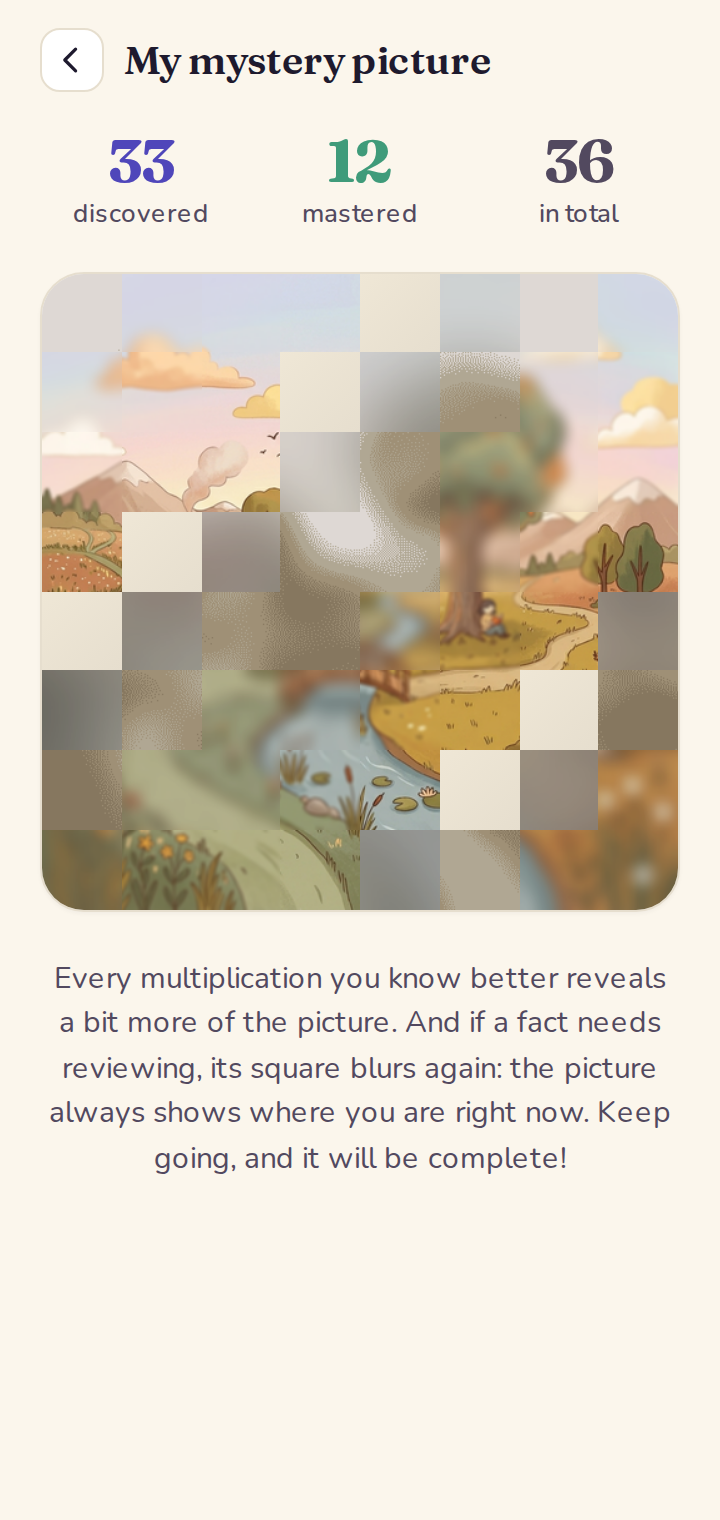 My mystery picture
33 12 36
discovered mastered in total
Every multiplication you know better reveals
a bit more of the picture. And if a fact needs
reviewing, its square blurs again: the picture
always shows where you are right now. Keep
going, and it will be complete!